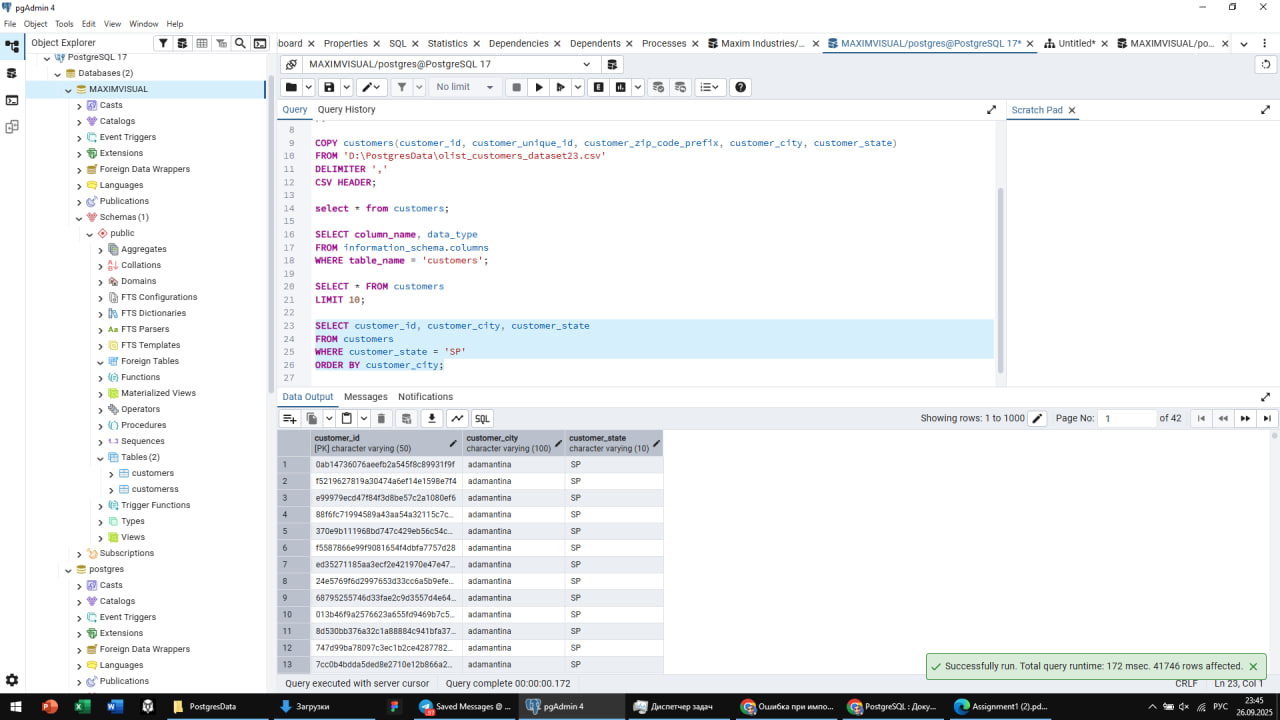 pgAdmin 4
File Object Tools Edit View Window Help
Object Explorer
board Properties SQL Statistics Dependencies Dependents Processes Maxim Industries/... MAXIMVISUAL/postgres@PostgreSQL 17* Untitled* MAXIMVISUAL/po...
PostgreSQL 17
Databases (2)
MAXIMVISUAL
Casts
Catalogs
Event Triggers
Extensions
Foreign Data Wrappers
Languages
Publications
Schemas (1)
public
Aggregates
Collations
Domains
FTS Configurations
FTS Dictionaries
FTS Parsers
FTS Templates
Foreign Tables
Functions
Materialized Views
Operators
Procedures
1..3 Sequences
Tables (2)
customers
customerss
Trigger Functions
Types
Views
Subscriptions
postgres
Casts
Catalogs
Event Triggers
Extensions
Foreign Data Wrappers
Languages
Publications
MAXIMVISUAL/postgres@PostgreSQL 17
No limit
Query Query History
Scratch Pad
8
9 COPY customers(customer_id, customer_unique_id, customer_zip_code_prefix, customer_city, customer_state)
10 FROM 'D:\PostgresData\olist_customers_dataset23.csv'
11 DELIMITER ','
12 CSV HEADER;
13
14 select * from customers;
15
16 SELECT column_name, data_type
17 FROM information_schema.columns
18 WHERE table_name = 'customers';
19
20 SELECT * FROM customers
21 LIMIT 10;
22
23 SELECT customer_id, customer_city, customer_state
24 FROM customers
25 WHERE customer_state = 'SP'
26 ORDER BY customer_city;
27
Data Output Messages Notifications
SQL
Showing rows: 1 to 1000 Page No: 1 of 42
customer_id customer_city customer_state
[PK] character varying (50) character varying (100) character varying (10)
1 0ab14736076aeefb2a545f8c89931f9f adamantina SP
2 f5219627819a30474a6ef14e1598e7f4 adamantina SP
3 e99979ecd47f84f3d8be57c2a1080ef6 adamantina SP
4 88f6fc71994589a43aa54a32115c7c... adamantina SP
5 370e9b111968bd747c429eb56c54c... adamantina SP
6 f5587866e99f9081654f4dbfa7757d28 adamantina SP
7 ed35271185aa3ecf2e421970e47e47... adamantina SP
8 24e5769f6d2997653d33cc6a5b9efe... adamantina SP
9 68795255746d33fae2c9d3557d4e64... adamantina SP
10 013b46f9a2576623a655fd9469b7c5... adamantina SP
11 8d530bb376a32c1a88884c941bfa37... adamantina SP
12 747d99ba78097c3ec1b2ce4287782... adamantina SP
13 7cc0b4bdda5ded8e2710e12b866a2... adamantina SP
Successfully run. Total query runtime: 172 msec. 41746 rows affected.
Query executed with server cursor Query complete 00:00:00.172 CRLF Ln 23, Col 1
PostgresData Загрузки Saved Messages @ ... pgAdmin 4 Диспетчер задач Ошибка при импо... PostgreSQL : Доку... Assignment1 (2).pd...
РУС
23:45
26.09.2025